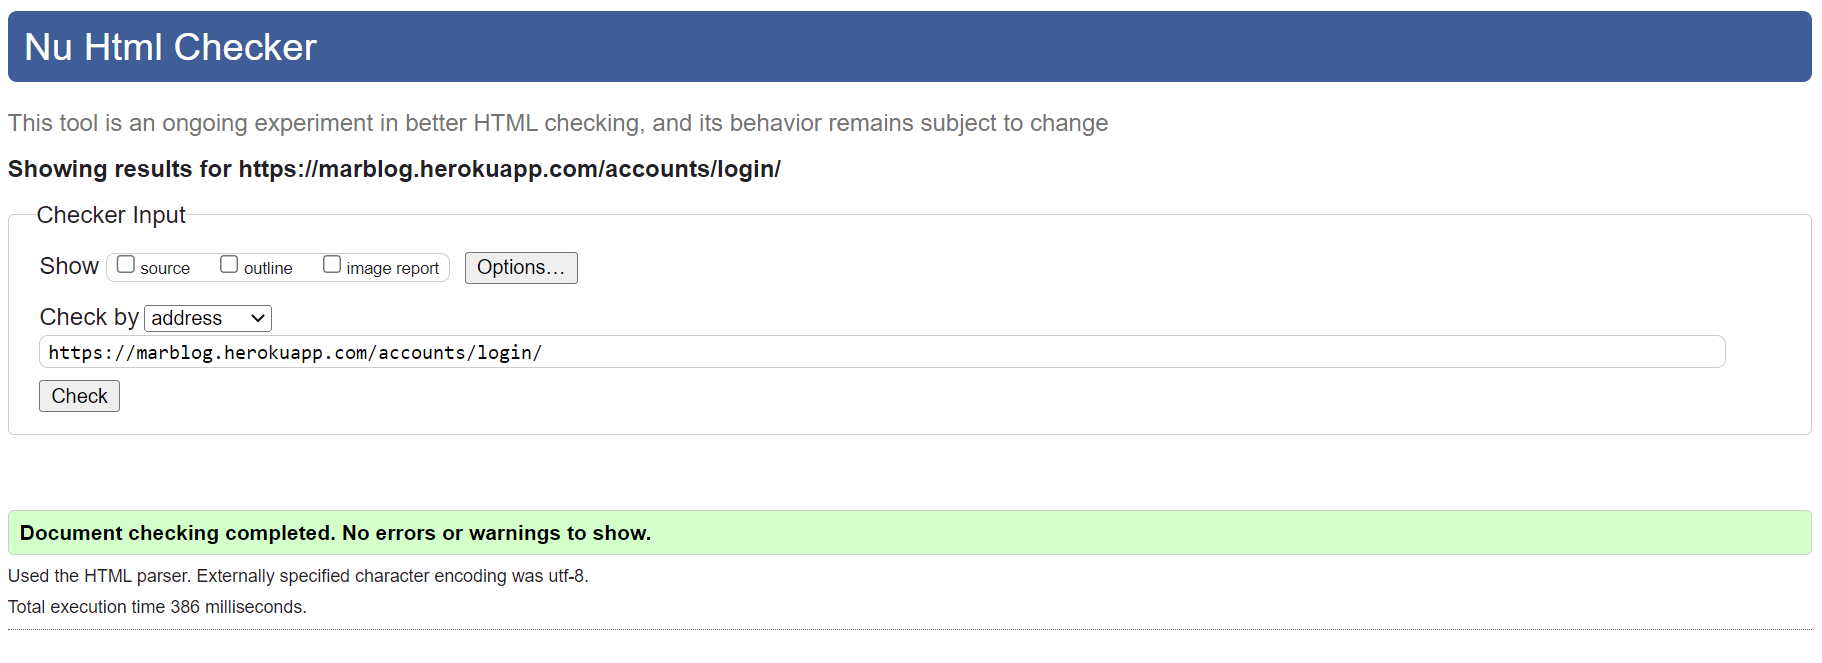 Nu Html Checker
This tool is an ongoing experiment in better HTML checking, and its behavior remains subject to change
Showing results for https://marblog.herokuapp.com/accounts/login/
Checker Input
Show source outline image report Options…
Check by address
https://marblog.herokuapp.com/accounts/login/
Check
Document checking completed. No errors or warnings to show.
Used the HTML parser. Externally specified character encoding was utf-8.
Total execution time 386 milliseconds.